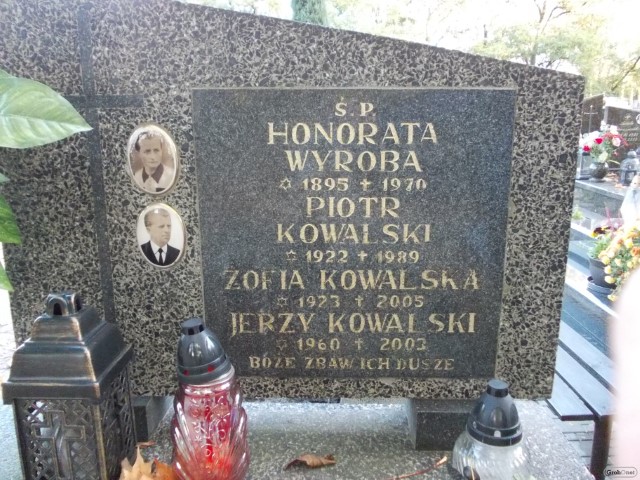 Ś. P.
HONORATA
WYROBA
✡ 1895 ✝ 1970
PIOTR
KOWALSKI
✡ 1922 ✝ 1989
ZOFIA KOWALSKA
✡ 1923 ✝ 2005
JERZY KOWALSKI
✡ 1960 ✝ 2003
BOŻE ZBAW ICH DUSZE